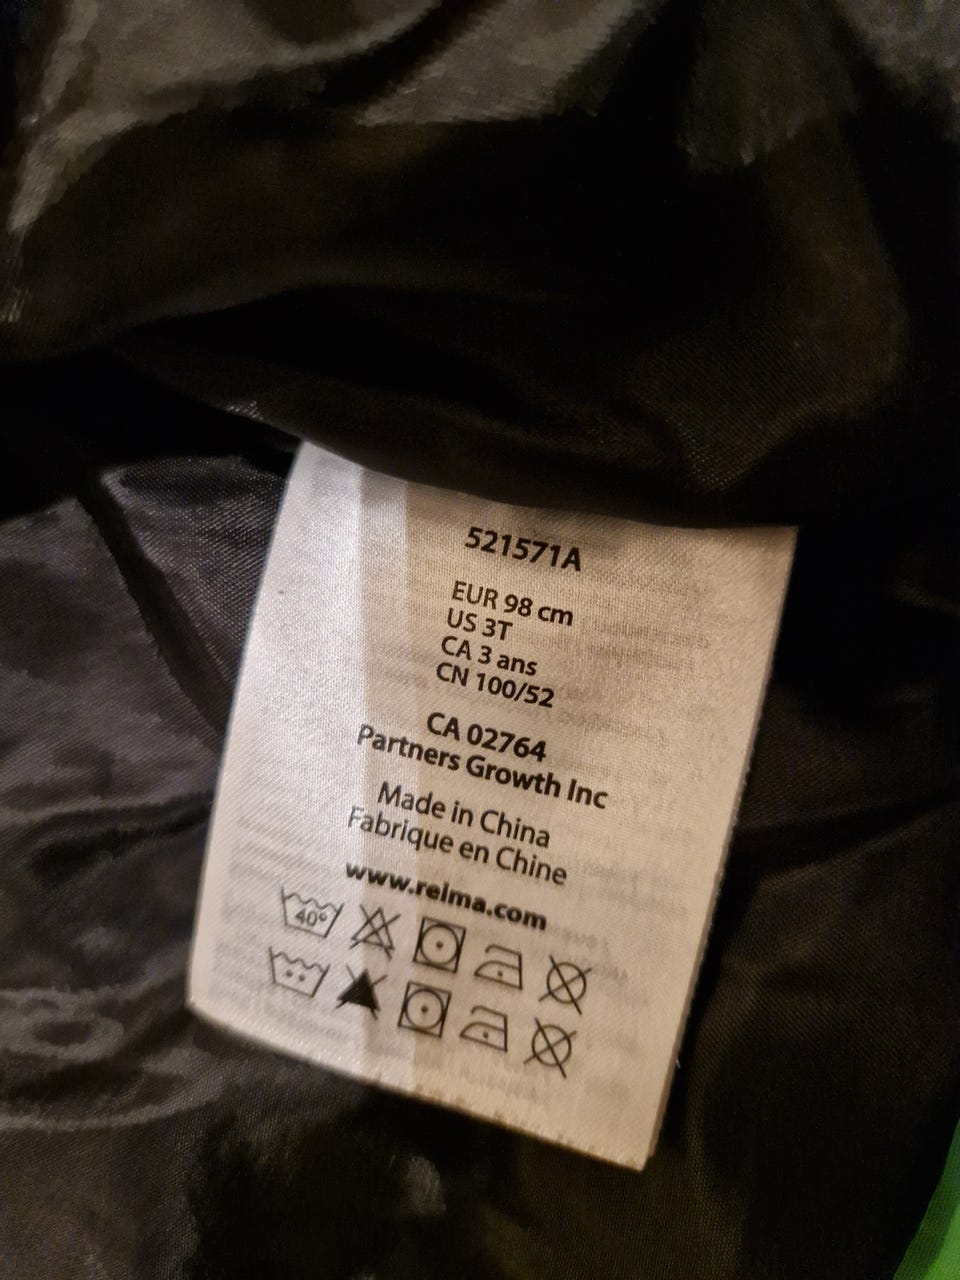 521571A
EUR 98 cm
US 3T
CA 3 ans
CN 100/52
CA 02764
Partners Growth Inc
Made in China
Fabrique en Chine
www.reima.com
40°